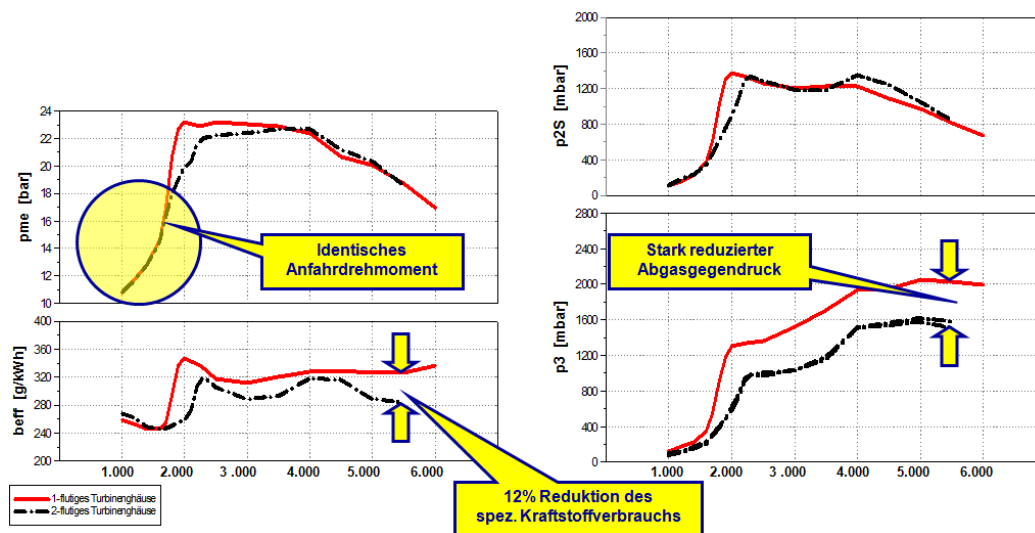 24
22
20
18
16
14
12
10
pme [bar]
Identisches
Anfahrdrehmoment
400
360
320
280
240
200
beff [g/KWh]
1.000 2.000 3 .000 4.000 5.000 6.000
1-flutiges Turbinenghäuse
2-flutiges Turbinenghäuse
12% Reduktion des
spez. Kraftstoffverbrauchs
2000
1600
1200
800
400
0
p2S [mbar]
2800
2400
2000
1600
1200
800
400
0
p3 [mbar]
Stark reduzierter
Abgasgegendruck
1.000 2.000 3.000 4.000 5.000 6.000